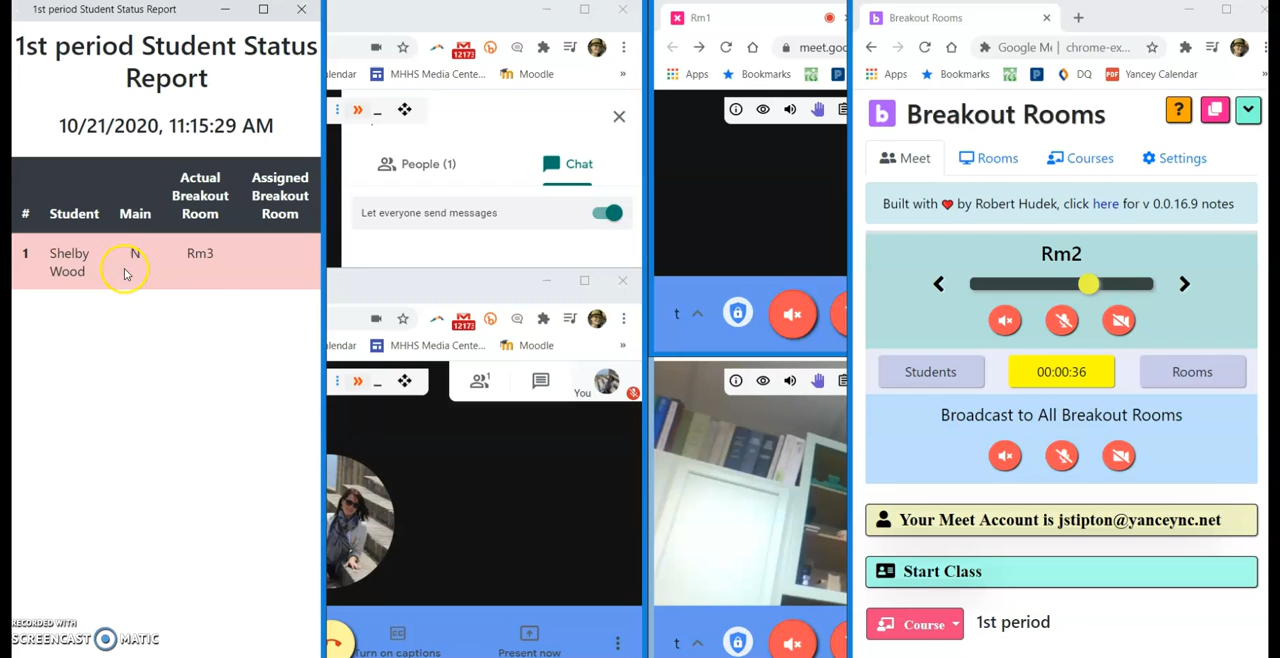 1st period Student Status Report
1st period Student Status
Report
10/21/2020, 11:15:29 AM
# Student Main Actual Breakout Room Assigned Breakout Room
1 Shelby Wood N Rm3
RECORDED WITH
SCREENCAST MATIC
1217?
alendar MHHS Media Cente... Moodle »
People (1) Chat
Let everyone send messages
1217?
alendar MHHS Media Cente... Moodle »
1
You
Turn on captions Present now
Rm1
meet.goo
Apps Bookmarks
t
t
Breakout Rooms
Google Me chrome-ex...
Apps Bookmarks DQ PDF Yancey Calendar
b Breakout Rooms ?
Meet Rooms Courses Settings
Built with ❤ by Robert Hudek, click here for v 0.0.16.9 notes
Rm2
Students 00:00:36 Rooms
Broadcast to All Breakout Rooms
Your Meet Account is jstipton@yanceync.net
Start Class
Course 1st period